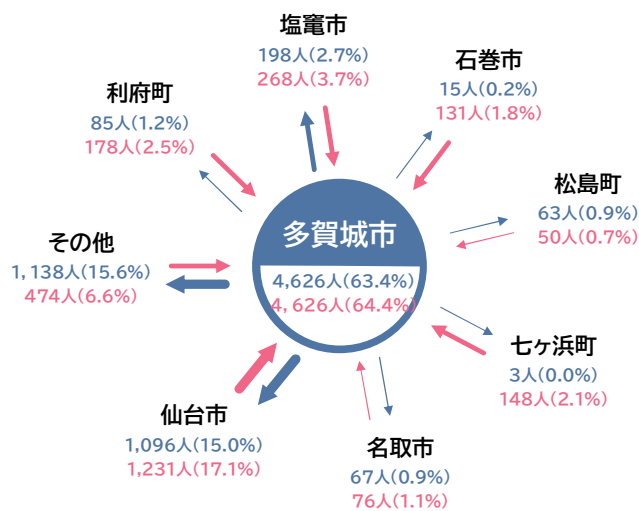 塩竈市
198人(2.7%)
268人(3.7%)
石巻市
15人(0.2%)
131人(1.8%)
利府町
85人(1.2%)
178人(2.5%)
松島町
63人(0.9%)
50人(0.7%)
多賀城市
4,626人(63.4%)
4,626人(64.4%)
その他
1,138人(15.6%)
474人(6.6%)
七ヶ浜町
3人(0.0%)
148人(2.1%)
仙台市
1,096人(15.0%)
1,231人(17.1%)
名取市
67人(0.9%)
76人(1.1%)